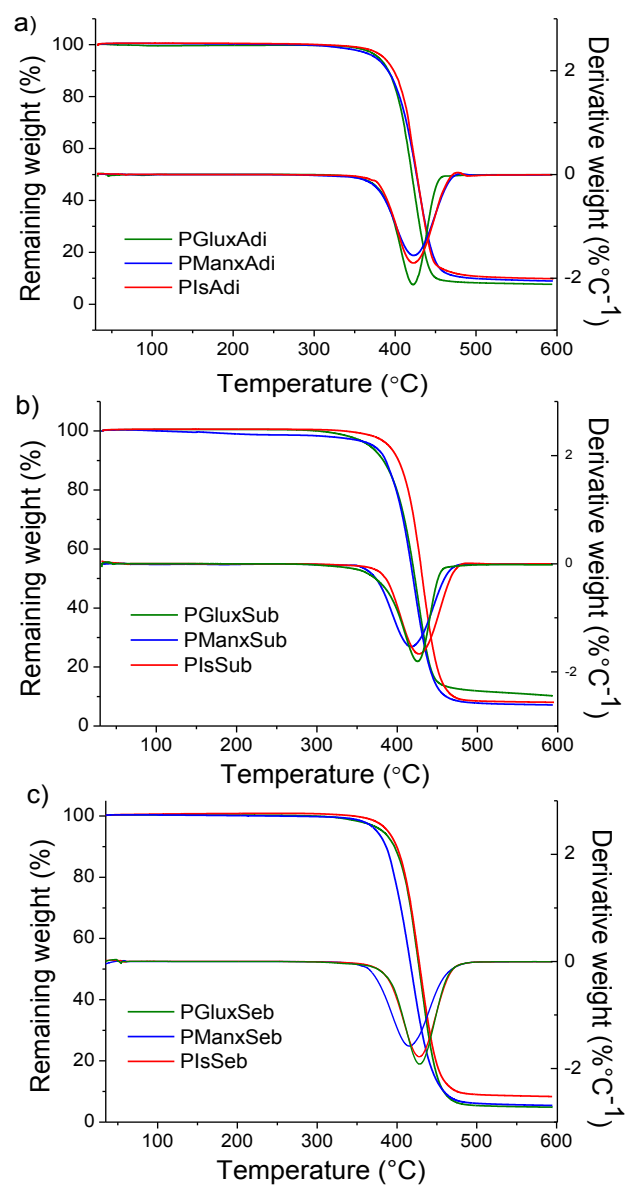 a)
Remaining weight (%)
100
80
60
40
20
0
2
0
-2
Derivative weight (%°C⁻¹)
PGluxAdi
PManxAdi
PIsAdi
100 200 300 400 500 600
Temperature (°C)
b)
Remaining weight (%)
100
80
60
40
20
0
2
0
-2
Derivative weight (%°C⁻¹)
PGluxSub
PManxSub
PIsSub
100 200 300 400 500 600
Temperature (°C)
c)
Remaining weight (%)
100
80
60
40
20
0
2
0
-2
Derivative weight (%°C⁻¹)
PGluxSeb
PManxSeb
PIsSeb
100 200 300 400 500 600
Temperature (°C)